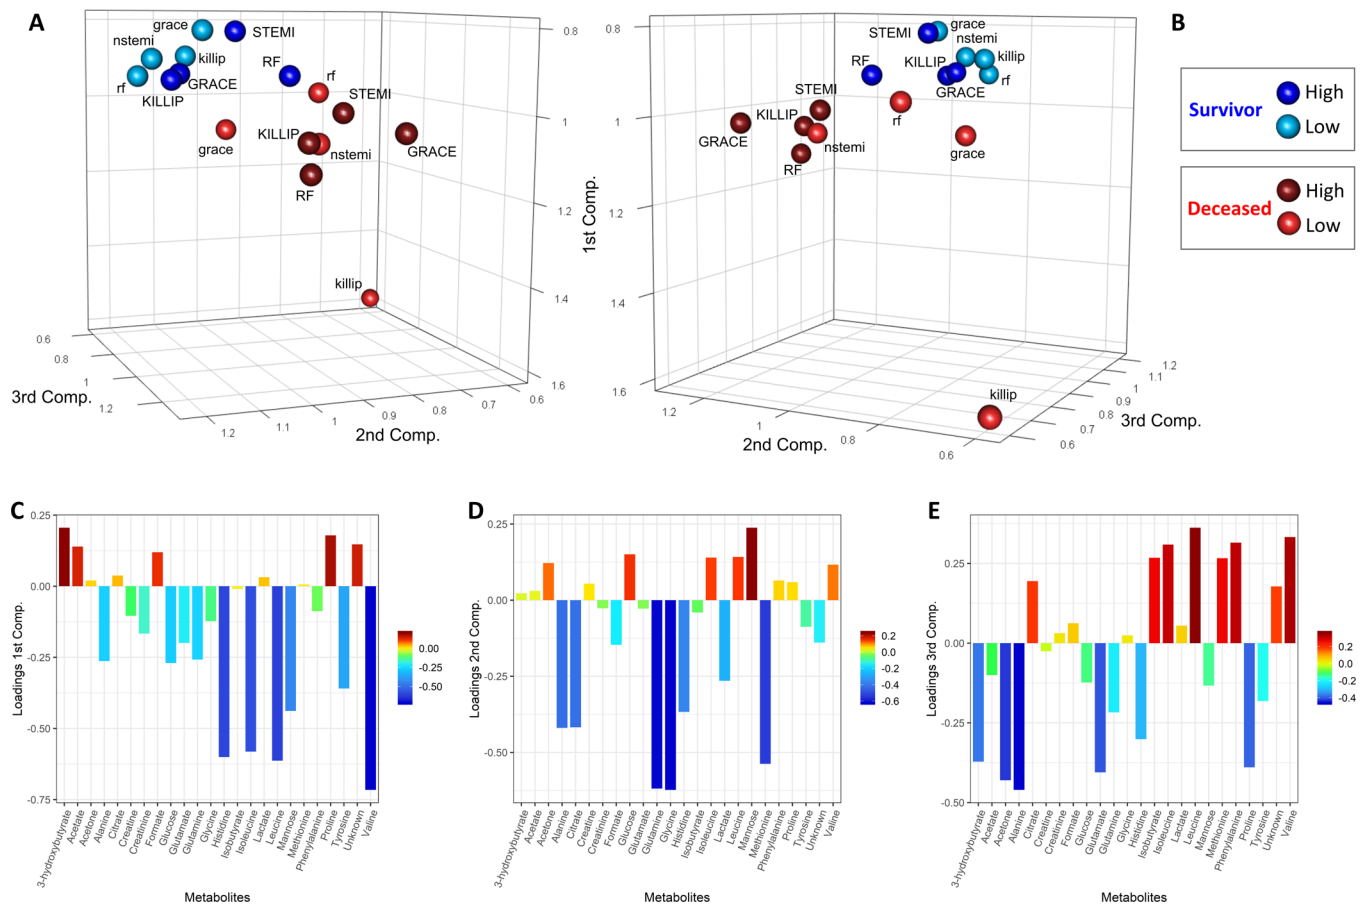 A
grace
STEMI
nstemi
killip
rf
KILLIP
GRACE
RF
rf
STEMI
grace
KILLIP
nstemi
GRACE
RF
killip
0.8
1
1.2
1.4
1.6
1st Comp.
0.6
0.8
1
1.2
3rd Comp.
1.2
1.1
1
0.9
0.8
0.7
0.6
2nd Comp.
0.8
1
1.2
1.4
1.6
STEMI
grace
nstemi
killip
RF
KILLIP
rf
GRACE
STEMI
rf
GRACE
KILLIP
nstemi
grace
RF
killip
1.2
1
0.8
0.6
2nd Comp.
1.2
1.1
1
0.9
0.8
0.7
0.6
3rd Comp.
B
Survivor
High
Low
Deceased
High
Low
C
Loadings 1st Comp.
0.25
0.00
-0.25
-0.50
-0.75
3-hydroxybutyrate
Acetate
Acetone
Alanine
Citrate
Creatine
Creatinine
Formate
Glucose
Glutamate
Glutamine
Glycine
Histidine
Isobutyrate
Isoleucine
Lactate
Leucine
Mannose
Methionine
Phenylalanine
Proline
Tyrosine
Unknown
Valine
Metabolites
0.00
-0.25
-0.50
D
Loadings 2nd Comp.
0.25
0.00
-0.25
-0.50
3-hydroxybutyrate
Acetate
Acetone
Alanine
Citrate
Creatine
Creatinine
Formate
Glucose
Glutamate
Glutamine
Glycine
Histidine
Isobutyrate
Isoleucine
Lactate
Leucine
Mannose
Methionine
Phenylalanine
Proline
Tyrosine
Unknown
Valine
Metabolites
0.2
0.0
-0.2
-0.4
-0.6
E
Loadings 3rd Comp.
0.25
0.00
-0.25
-0.50
3-hydroxybutyrate
Acetate
Acetone
Alanine
Citrate
Creatine
Creatinine
Formate
Glucose
Glutamate
Glutamine
Glycine
Histidine
Isobutyrate
Isoleucine
Lactate
Leucine
Mannose
Methionine
Phenylalanine
Proline
Tyrosine
Unknown
Valine
Metabolites
0.2
0.0
-0.2
-0.4